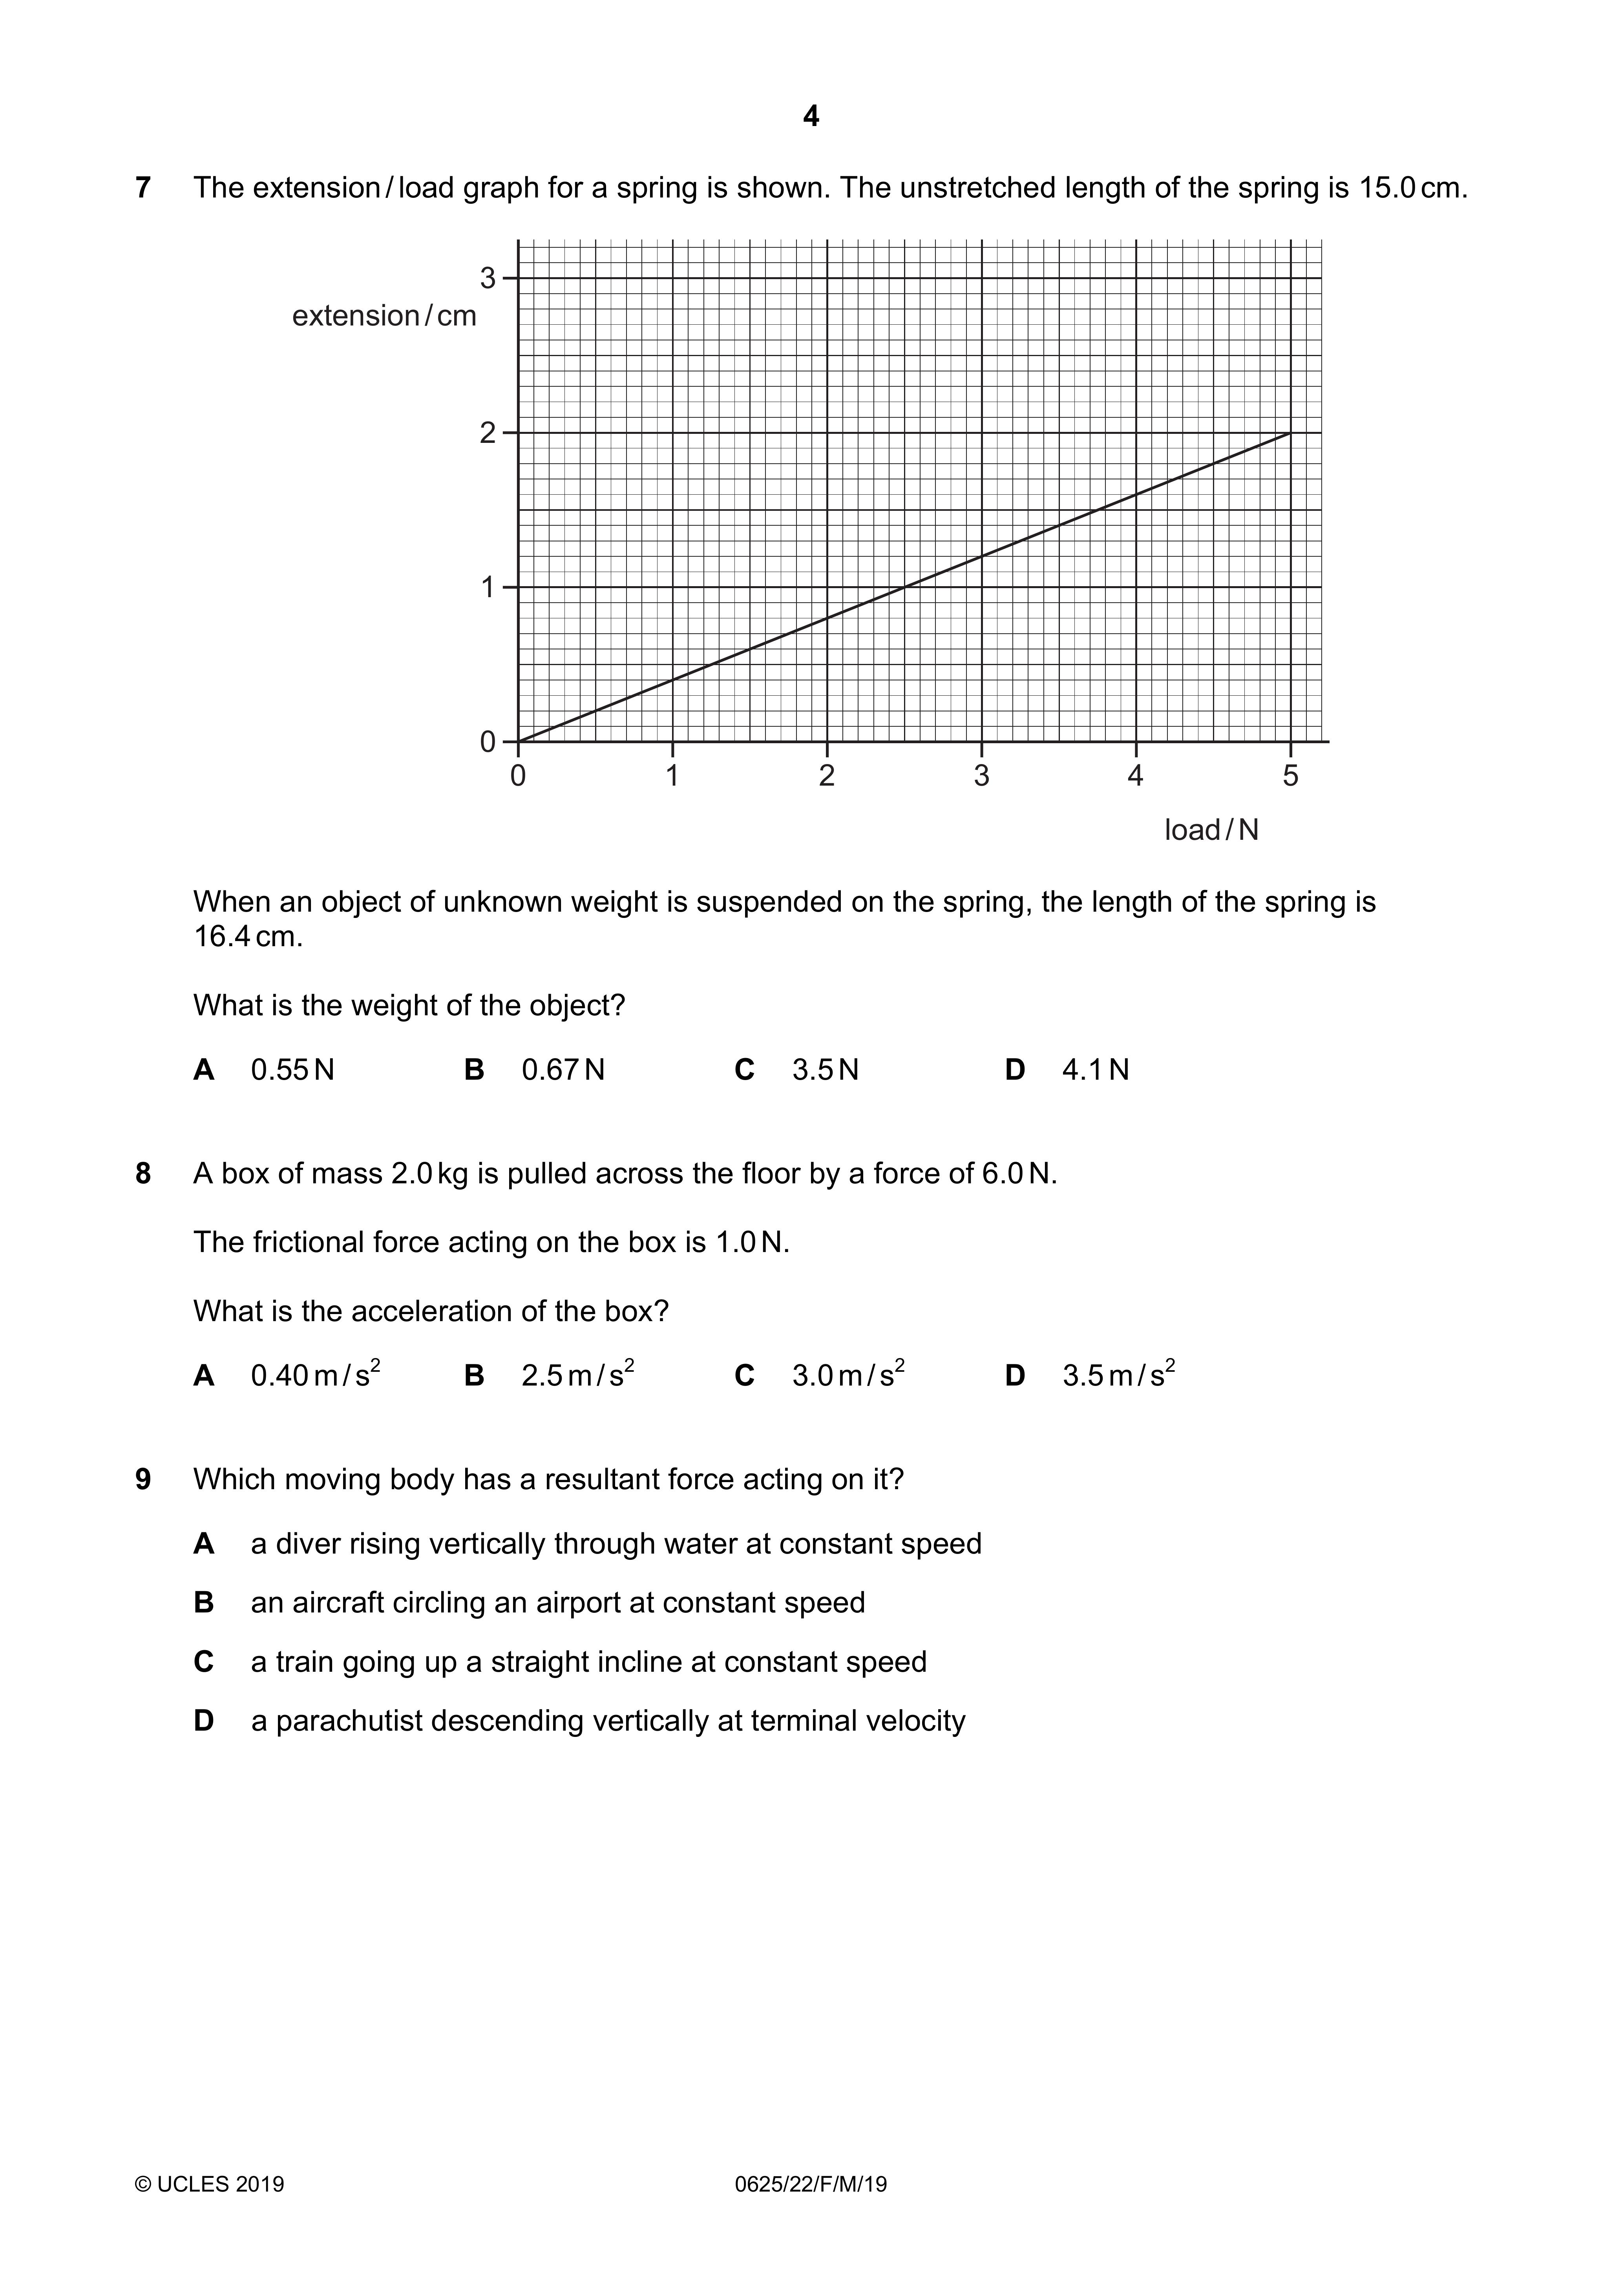 4
7 The extension / load graph for a spring is shown. The unstretched length of the spring is 15.0 cm.
3
extension / cm
2
1
0
0 1 2 3 4 5
load / N
When an object of unknown weight is suspended on the spring, the length of the spring is
16.4 cm.
What is the weight of the object?
A 0.55 N B 0.67 N C 3.5 N D 4.1 N
8 A box of mass 2.0 kg is pulled across the floor by a force of 6.0 N.
The frictional force acting on the box is 1.0 N.
What is the acceleration of the box?
A 0.40 m / s² B 2.5 m / s² C 3.0 m / s² D 3.5 m / s²
9 Which moving body has a resultant force acting on it?
A a diver rising vertically through water at constant speed
B an aircraft circling an airport at constant speed
C a train going up a straight incline at constant speed
D a parachutist descending vertically at terminal velocity
© UCLES 2019 0625/22/F/M/19